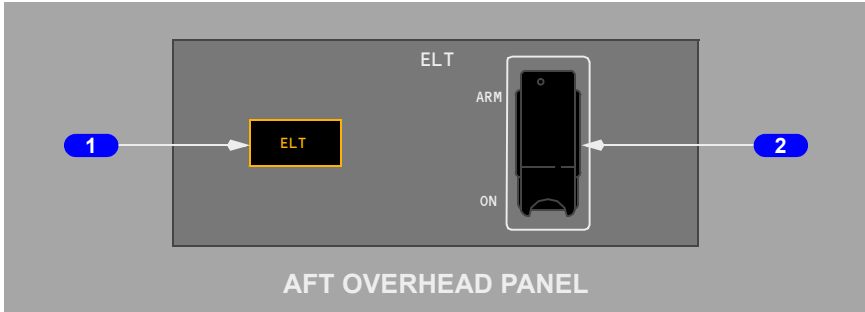 ELT
ARM
1
ELT
2
ON
AFT OVERHEAD PANEL